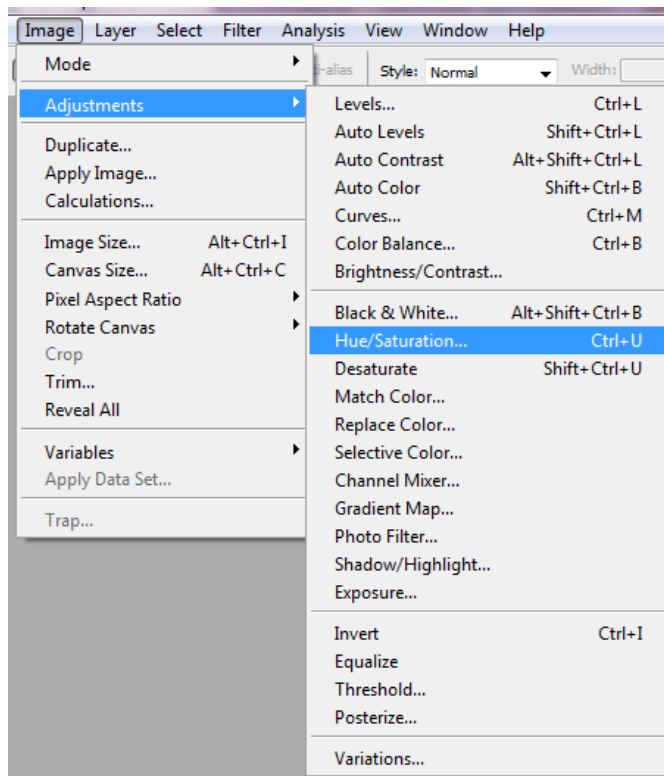 Image Layer Select Filter Analysis View Window Help
Mode
Style: Normal Width:
Adjustments
Duplicate...
Apply Image...
Calculations...
Image Size... Alt+Ctrl+I
Canvas Size... Alt+Ctrl+C
Pixel Aspect Ratio
Rotate Canvas
Crop
Trim...
Reveal All
Variables
Apply Data Set...
Trap...
Levels... Ctrl+L
Auto Levels Shift+Ctrl+L
Auto Contrast Alt+Shift+Ctrl+L
Auto Color Shift+Ctrl+B
Curves... Ctrl+M
Color Balance... Ctrl+B
Brightness/Contrast...
Black & White... Alt+Shift+Ctrl+B
Hue/Saturation... Ctrl+U
Desaturate Shift+Ctrl+U
Match Color...
Replace Color...
Selective Color...
Channel Mixer...
Gradient Map...
Photo Filter...
Shadow/Highlight...
Exposure...
Invert Ctrl+I
Equalize
Threshold...
Posterize...
Variations...